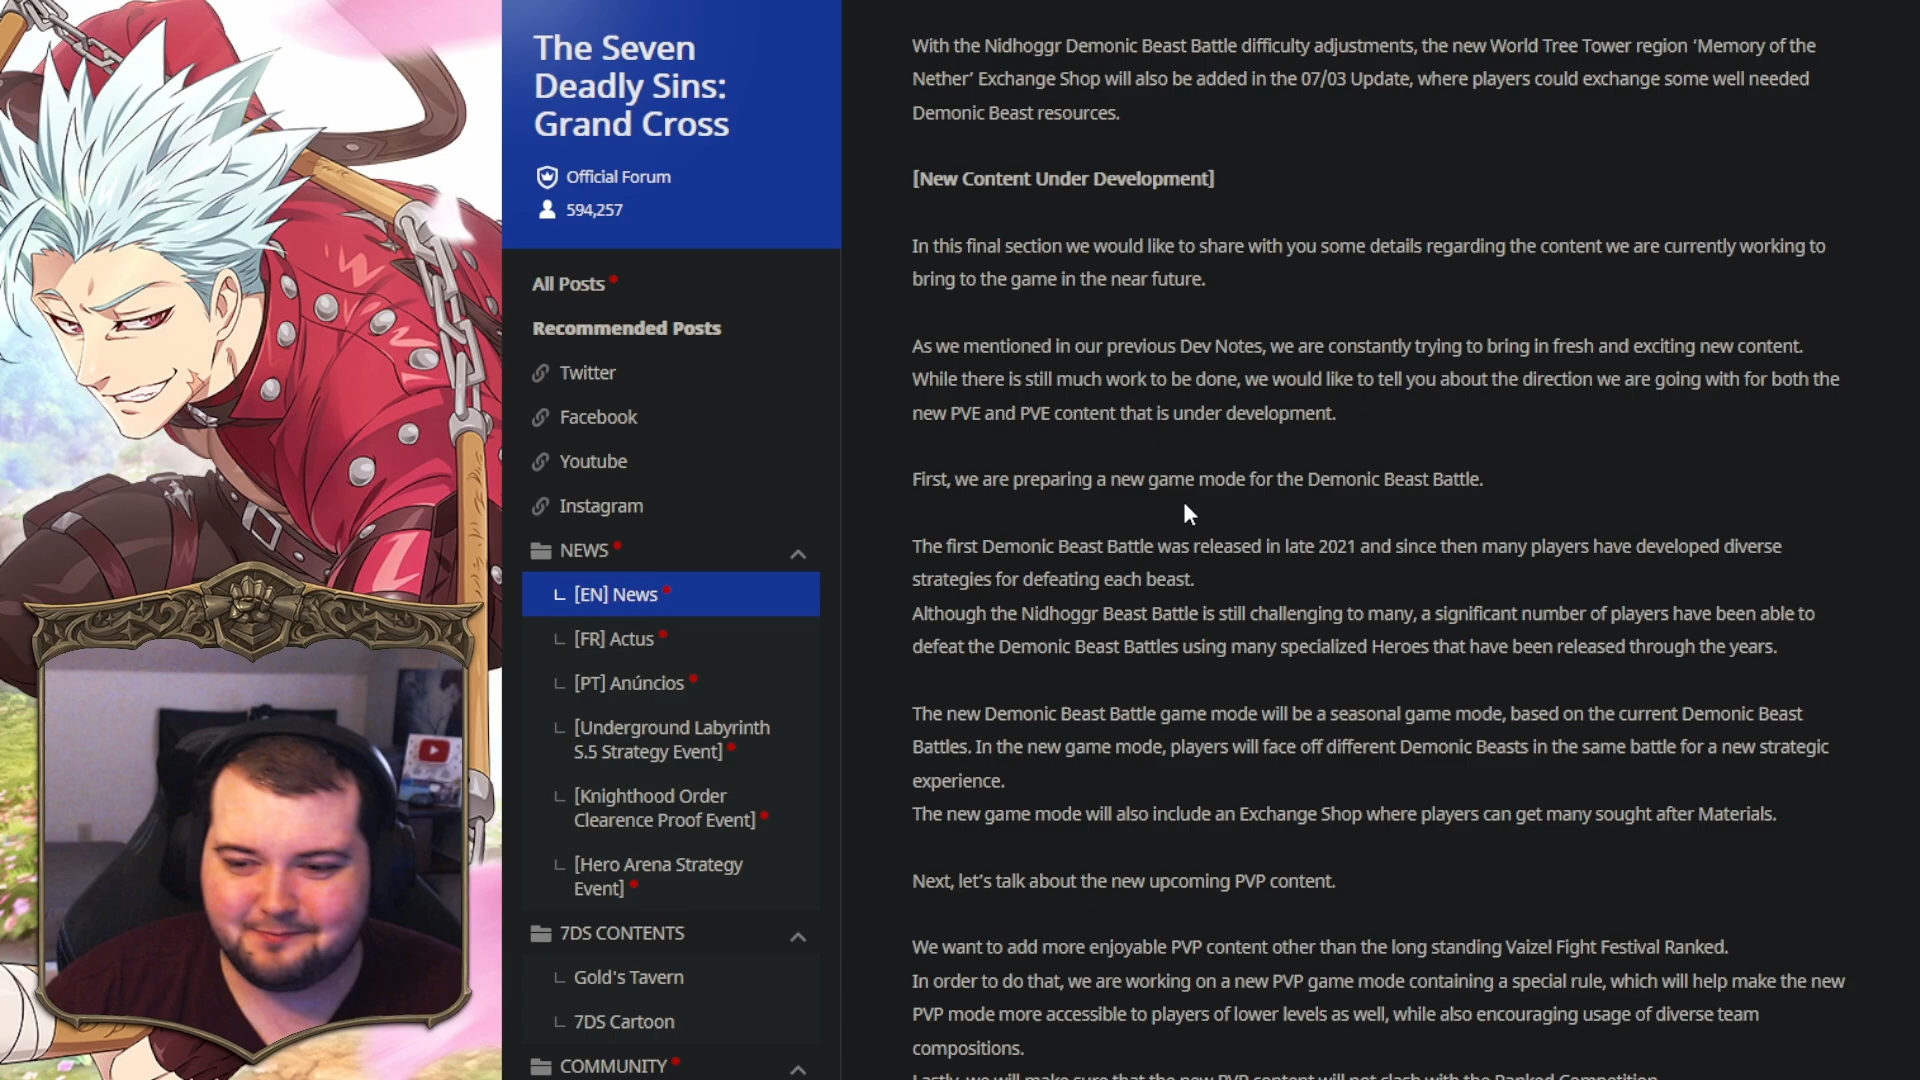 The Seven
Deadly Sins:
Grand Cross
Official Forum
594,257
All Posts
Recommended Posts
Twitter
Facebook
Youtube
Instagram
NEWS
[EN] News
[FR] Actus
[PT] Anúncios
[Underground Labyrinth
S.5 Strategy Event]
[Knighthood Order
Clearence Proof Event]
[Hero Arena Strategy
Event]
7DS CONTENTS
Gold's Tavern
7DS Cartoon
COMMUNITY
With the Nidhoggr Demonic Beast Battle difficulty adjustments, the new World Tree Tower region ‘Memory of the
Nether’ Exchange Shop will also be added in the 07/03 Update, where players could exchange some well needed
Demonic Beast resources.
[New Content Under Development]
In this final section we would like to share with you some details regarding the content we are currently working to
bring to the game in the near future.
As we mentioned in our previous Dev Notes, we are constantly trying to bring in fresh and exciting new content.
While there is still much work to be done, we would like to tell you about the direction we are going with for both the
new PVE and PVE content that is under development.
First, we are preparing a new game mode for the Demonic Beast Battle.
The first Demonic Beast Battle was released in late 2021 and since then many players have developed diverse
strategies for defeating each beast.
Although the Nidhoggr Beast Battle is still challenging to many, a significant number of players have been able to
defeat the Demonic Beast Battles using many specialized Heroes that have been released through the years.
The new Demonic Beast Battle game mode will be a seasonal game mode, based on the current Demonic Beast
Battles. In the new game mode, players will face off different Demonic Beasts in the same battle for a new strategic
experience.
The new game mode will also include an Exchange Shop where players can get many sought after Materials.
Next, let’s talk about the new upcoming PVP content.
We want to add more enjoyable PVP content other than the long standing Vaizel Fight Festival Ranked.
In order to do that, we are working on a new PVP game mode containing a special rule, which will help make the new
PVP mode more accessible to players of lower levels as well, while also encouraging usage of diverse team
compositions.
Lastly, we will make sure that the new PVP content will not clash with the Ranked Competition.